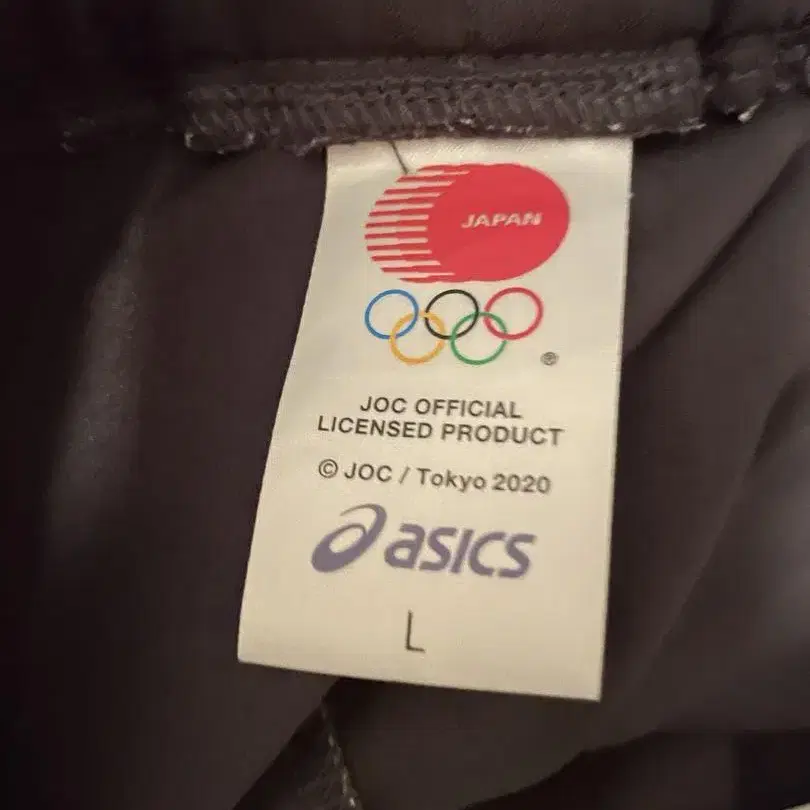 JAPAN
®
JOC OFFICIAL
LICENSED PRODUCT
© JOC / Tokyo 2020
asics
L